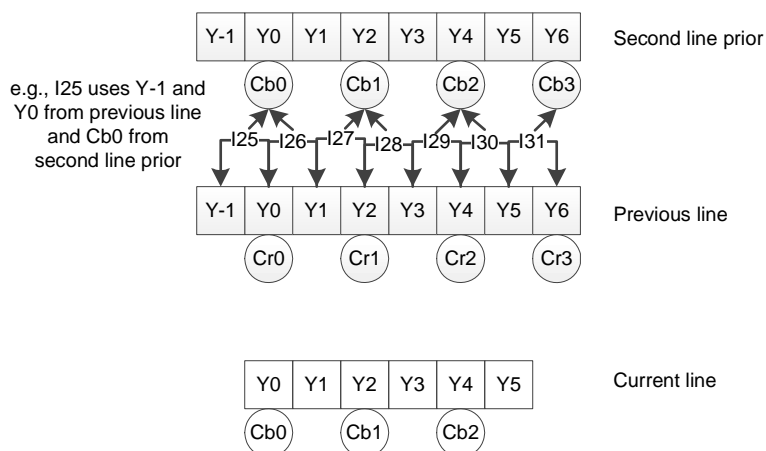 Y-1 Y0 Y1 Y2 Y3 Y4 Y5 Y6 Second line prior
Cb0 Cb1 Cb2 Cb3
e.g., I25 uses Y-1 and
Y0 from previous line
and Cb0 from
second line prior
I25 I26 I27 I28 I29 I30 I31
Y-1 Y0 Y1 Y2 Y3 Y4 Y5 Y6 Previous line
Cr0 Cr1 Cr2 Cr3
Y0 Y1 Y2 Y3 Y4 Y5 Current line
Cb0 Cb1 Cb2